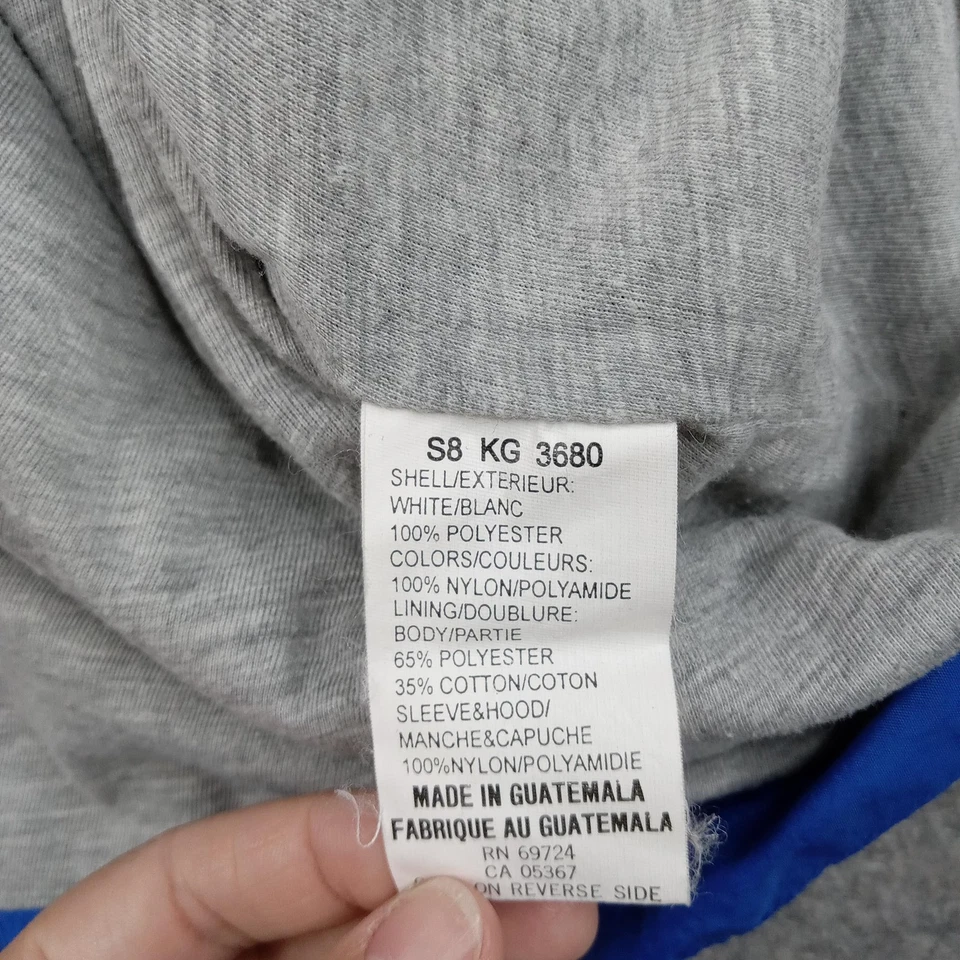 S8 KG 3680
SHELL/EXTERIEUR:
WHITE/BLANC
100% POLYESTER
COLORS/COULEURS:
100% NYLON/POLYAMIDE
LINING/DOUBLURE:
BODY/PARTIE
65% POLYESTER
35% COTTON/COTON
SLEEVE&HOOD/
MANCHE&CAPUCHE
100%NYLON/POLYAMIDIE
MADE IN GUATEMALA
FABRIQUE AU GUATEMALA
RN 69724
CA 05367
ON REVERSE SIDE